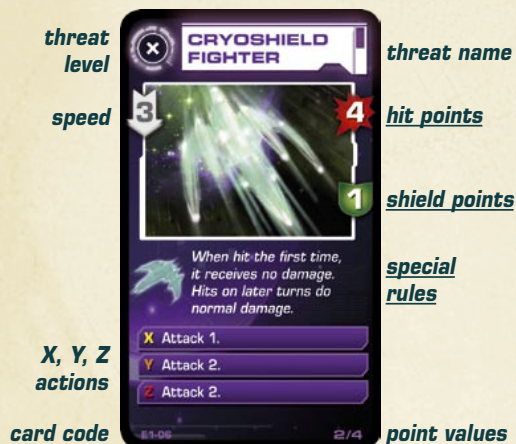 threat
level
speed
X, Y, Z
actions
card code
X
CRYOSHIELD
FIGHTER
3
4
1
When hit the first time,
it receives no damage.
Hits on later turns do
normal damage.
X Attack 1.
Y Attack 2.
Z Attack 2.
E1-06
2/4
threat name
hit points
shield points
special
rules
point values